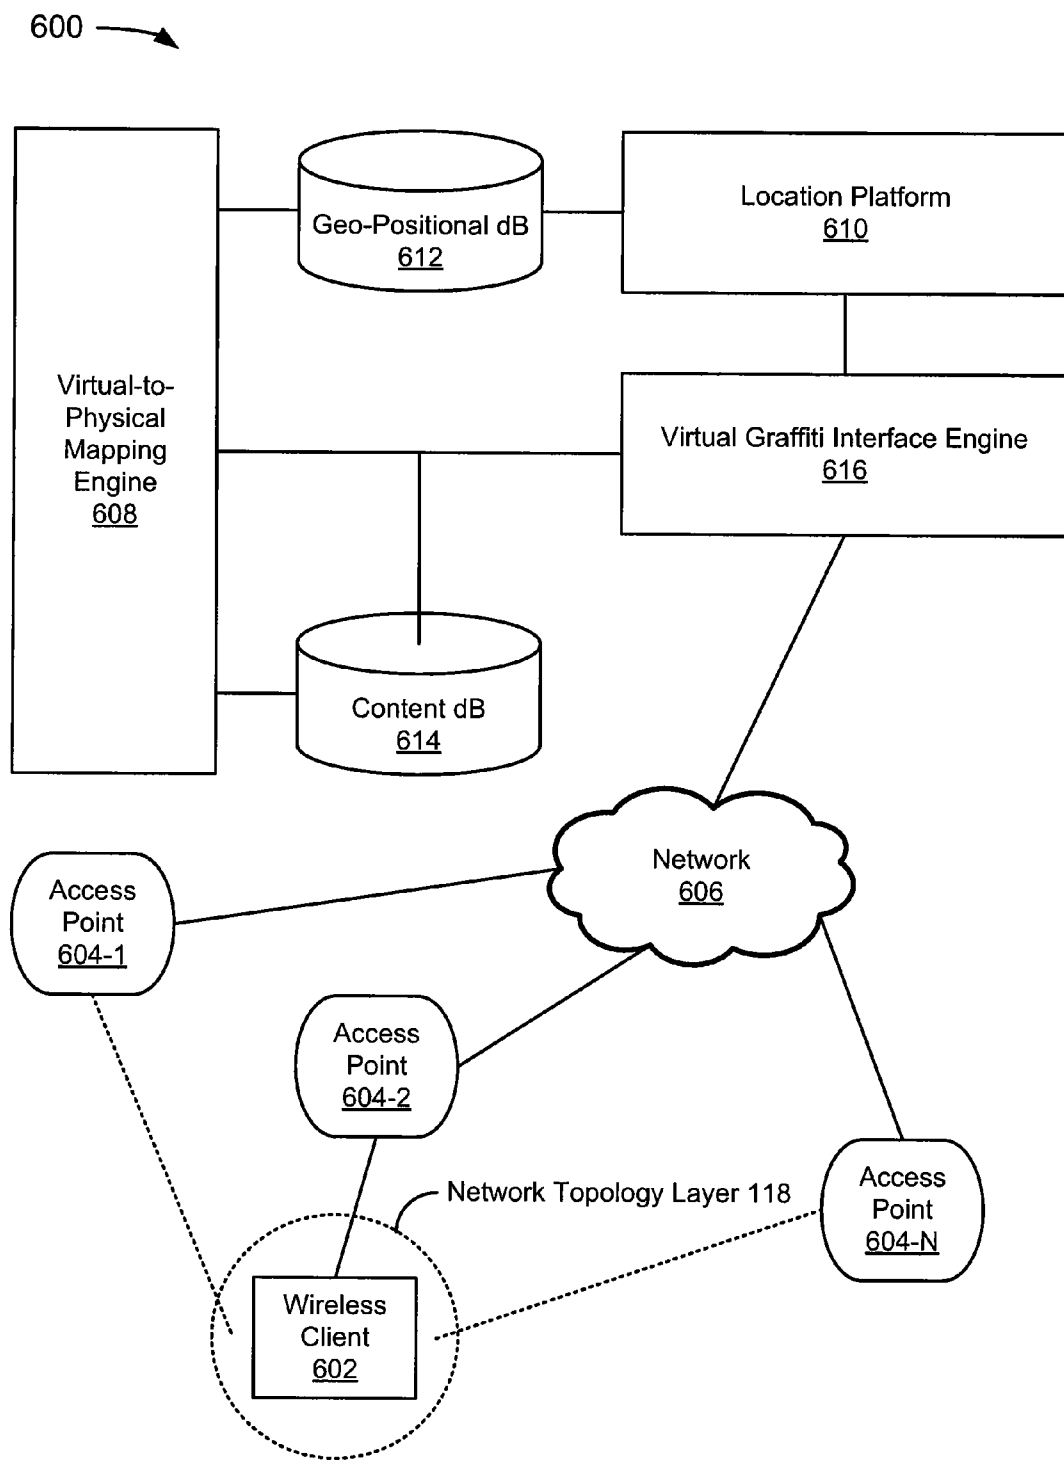 600
Geo-Positional dB
612
Location Platform
610
Virtual-to-
Physical
Mapping
Engine
608
Virtual Graffiti Interface Engine
616
Content dB
614
Network
606
Access
Point
604-1
Access
Point
604-2
Network Topology Layer 118
Access
Point
604-N
Wireless
Client
602